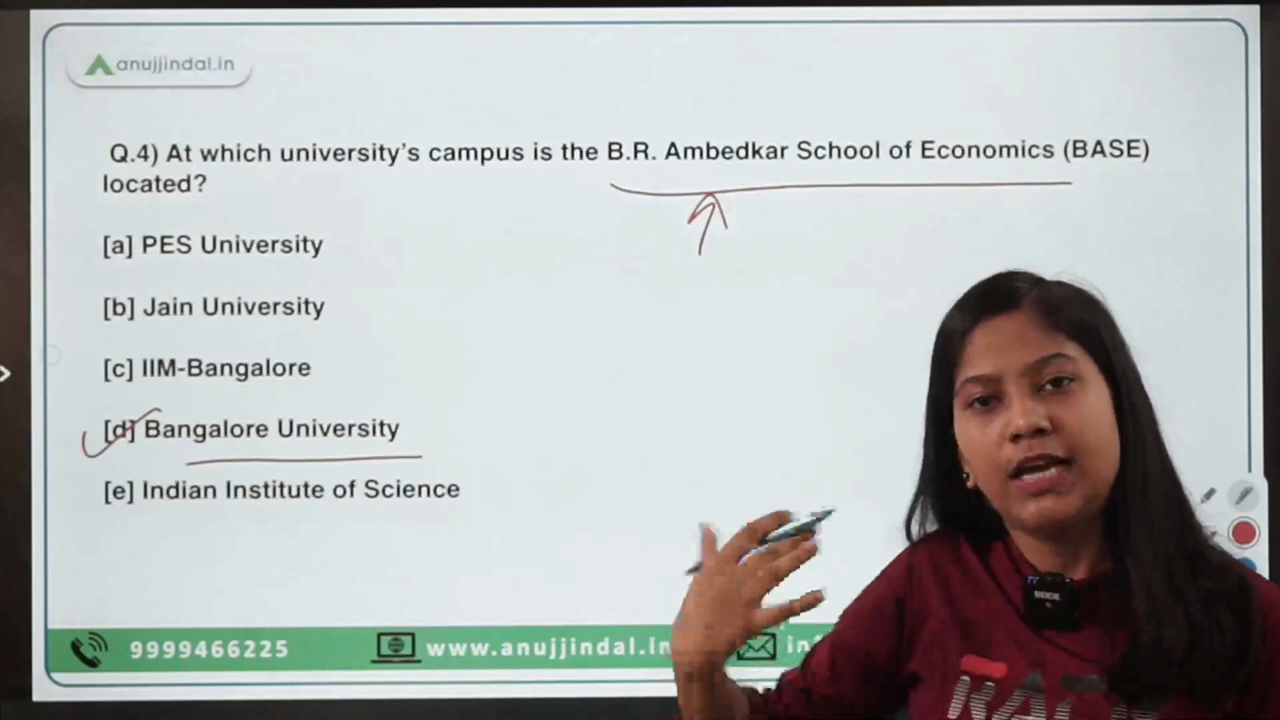 anujjindal.in
Q.4) At which university's campus is the B.R. Ambedkar School of Economics (BASE)
located?
[a] PES University
[b] Jain University
[c] IIM-Bangalore
[d] Bangalore University
[e] Indian Institute of Science
9999466225
www.anujjindal.in
RODE